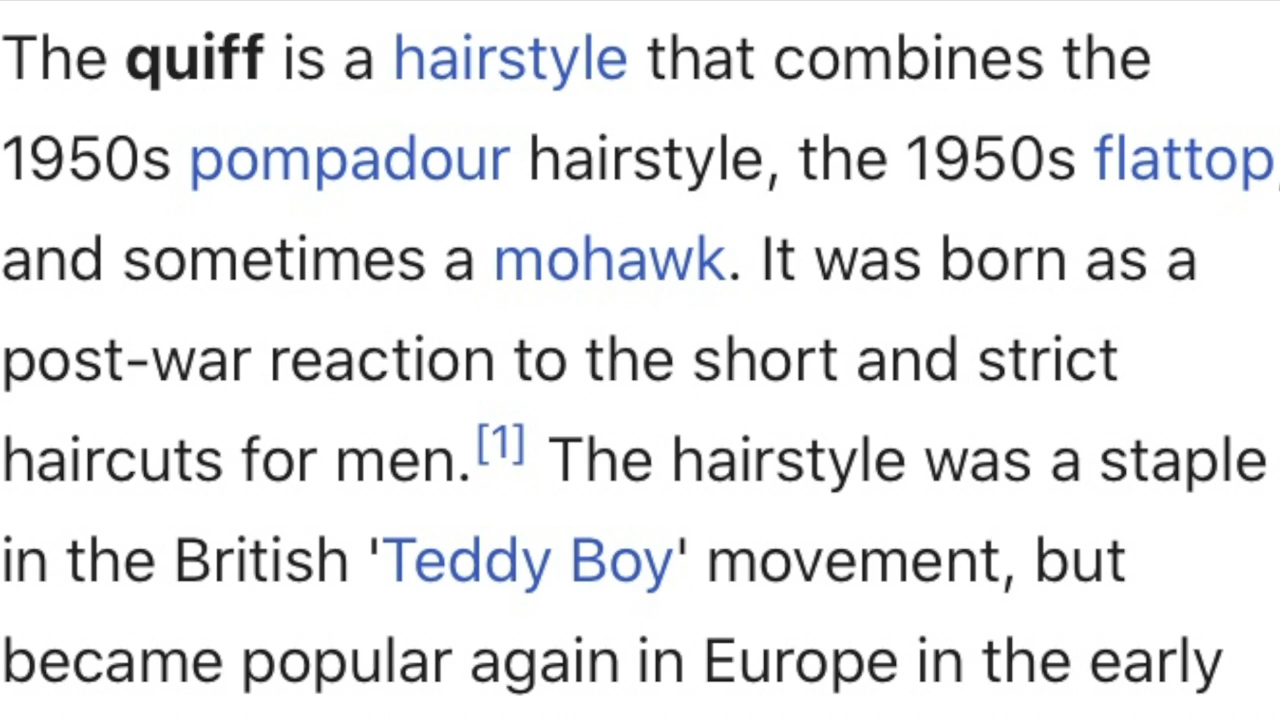 The quiff is a hairstyle that combines the
1950s pompadour hairstyle, the 1950s flattop,
and sometimes a mohawk. It was born as a
post-war reaction to the short and strict
haircuts for men.[1] The hairstyle was a staple
in the British 'Teddy Boy' movement, but
became popular again in Europe in the early